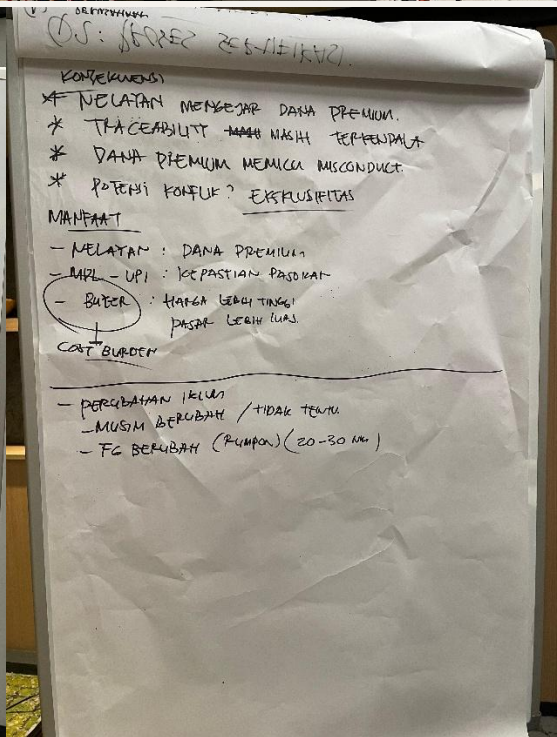 KONSEKUENSI
* NELAYAN MENGEJAR DANA PREMIUM.
* TRACEABILITY MASIH TERKENDALA
* DANA PREMIUM MEMICU MISCONDUCT.
* POTENSI KONFLIK? EKSKLUSIFITAS
MANFAAT
- NELAYAN : DANA PREMIUM
- MPL - UPI : KEPASTIAN PASOKAN
- BUYER : HARGA LEBIH TINGGI
PASAR LEBIH LUAS.
COST BURDEN
- PERUBAHAN IKLIM
- MUSIM BERUBAH / TIDAK TENTU.
- FG BERUBAH (RUMPON) (20-30 NM)